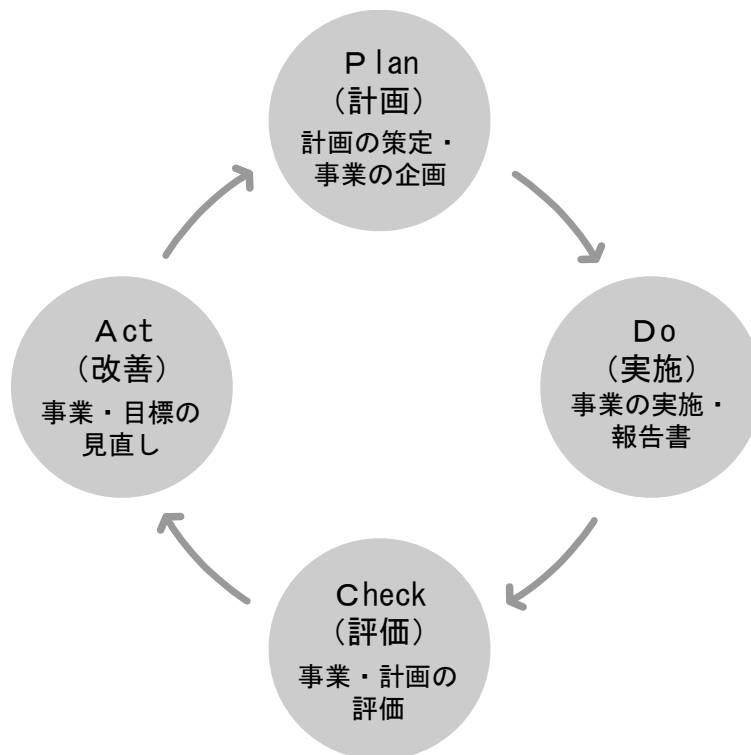 Plan
（計画）
計画の策定・
事業の企画
Act
（改善）
事業・目標の
見直し
Do
（実施）
事業の実施・
報告書
Check
（評価）
事業・計画の
評価